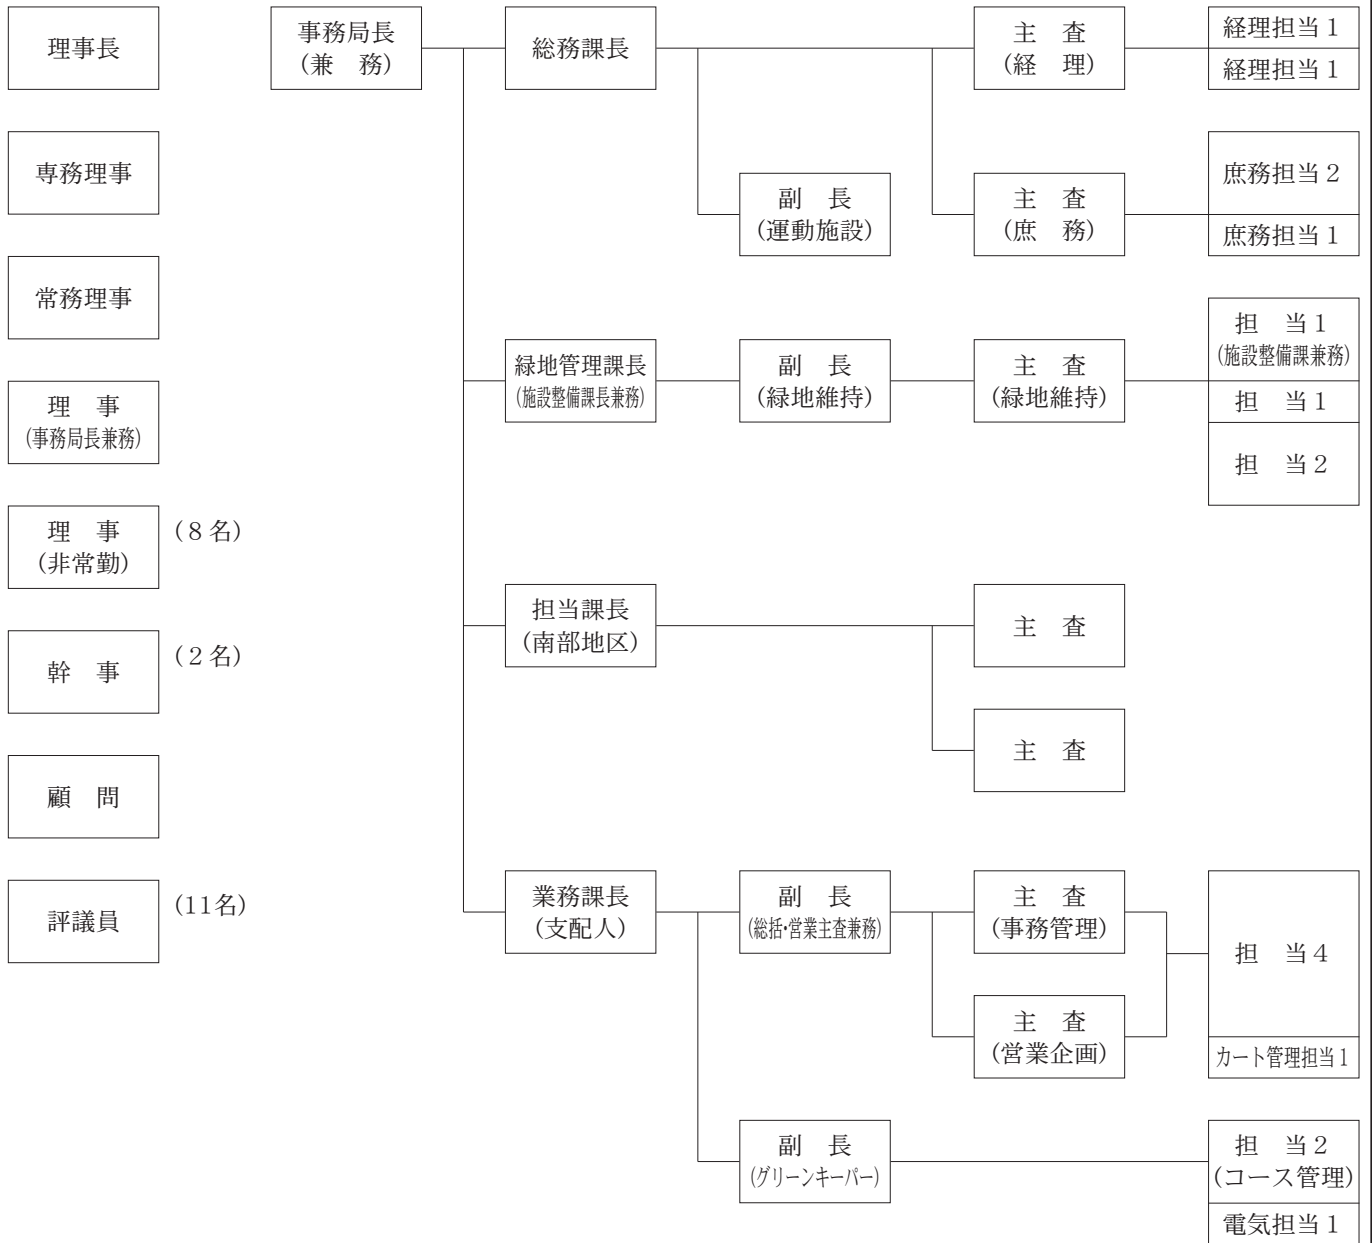 理事長
専務理事
常務理事
理　事
(事務局長兼務)
理　事
(非常勤)
(８名)
幹　事
(２名)
顧　問
評議員
(11名)
事務局長
(兼　務)
総務課長
副　長
(運動施設)
主　査
(経　理)
経理担当１
経理担当１
主　査
(庶　務)
庶務担当２
庶務担当１
緑地管理課長
(施設整備課長兼務)
副　長
(緑地維持)
主　査
(緑地維持)
担　当１
(施設整備課兼務)
担　当１
担　当２
担当課長
(南部地区)
主　査
主　査
業務課長
(支配人)
副　長
(総括・営業主査兼務)
主　査
(事務管理)
主　査
(営業企画)
担　当４
カート管理担当１
副　長
(グリーンキーパー)
担　当２
(コース管理)
電気担当１